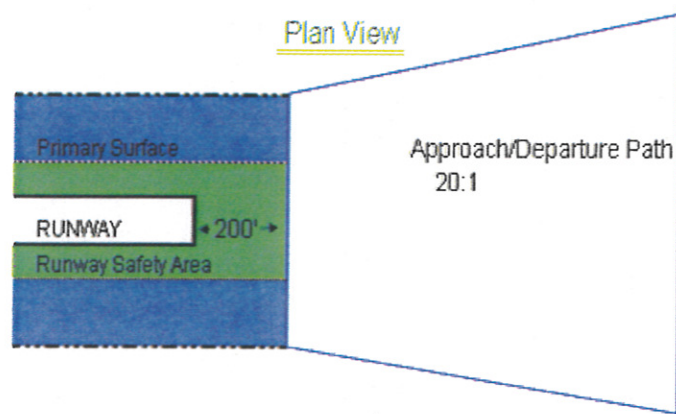 Plan View
Primary Surface
Approach/Departure Path
20:1
RUNWAY
200'
Runway Safety Area